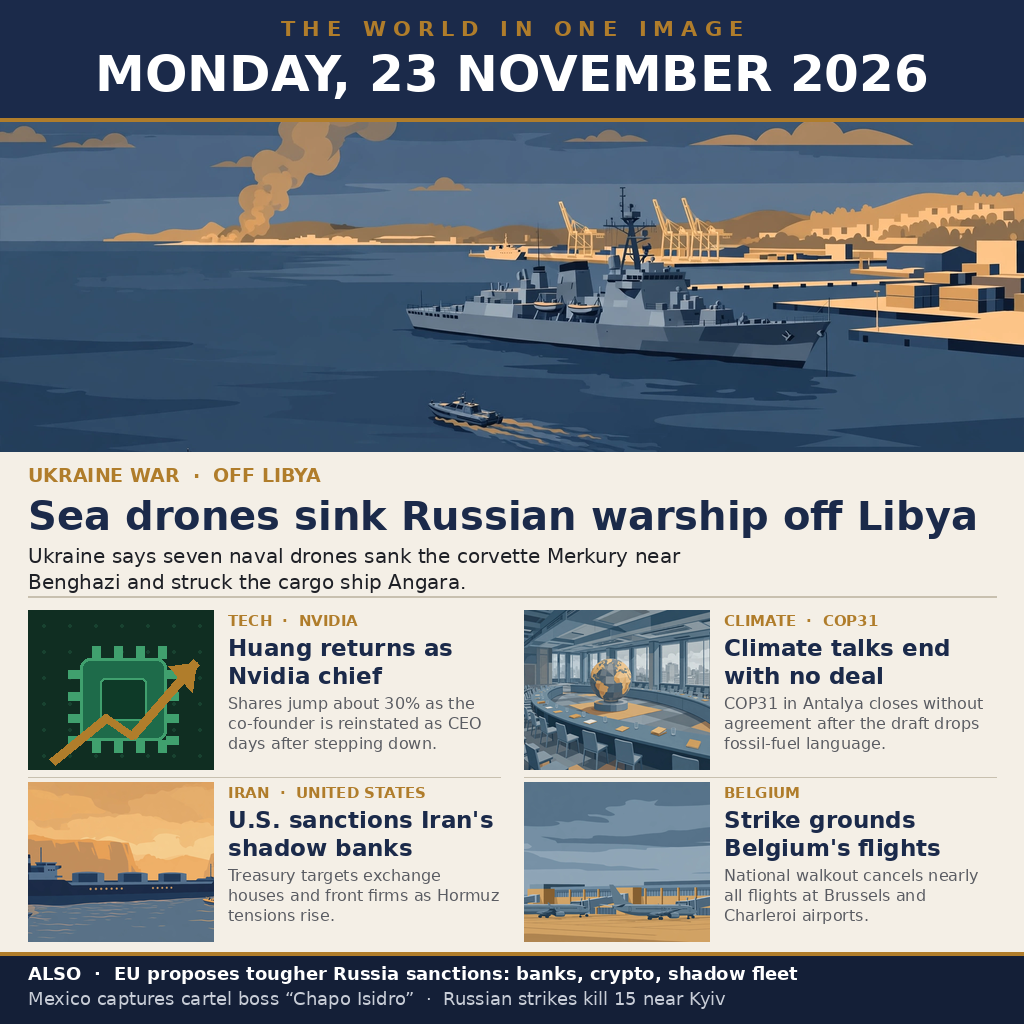 THE WORLD IN ONE IMAGE
MONDAY, 23 NOVEMBER 2026
UKRAINE WAR · OFF LIBYA
Sea drones sink Russian warship off Libya
Ukraine says seven naval drones sank the corvette Merkury near
Benghazi and struck the cargo ship Angara.
TECH · NVIDIA
Huang returns as
Nvidia chief
Shares jump about 30% as the
co-founder is reinstated as CEO
days after stepping down.
CLIMATE · COP31
Climate talks end
with no deal
COP31 in Antalya closes without
agreement after the draft drops
fossil-fuel language.
IRAN · UNITED STATES
U.S. sanctions Iran's
shadow banks
Treasury targets exchange
houses and front firms as Hormuz
tensions rise.
BELGIUM
Strike grounds
Belgium's flights
National walkout cancels nearly
all flights at Brussels and
Charleroi airports.
ALSO · EU proposes tougher Russia sanctions: banks, crypto, shadow fleet
Mexico captures cartel boss “Chapo Isidro” · Russian strikes kill 15 near Kyiv